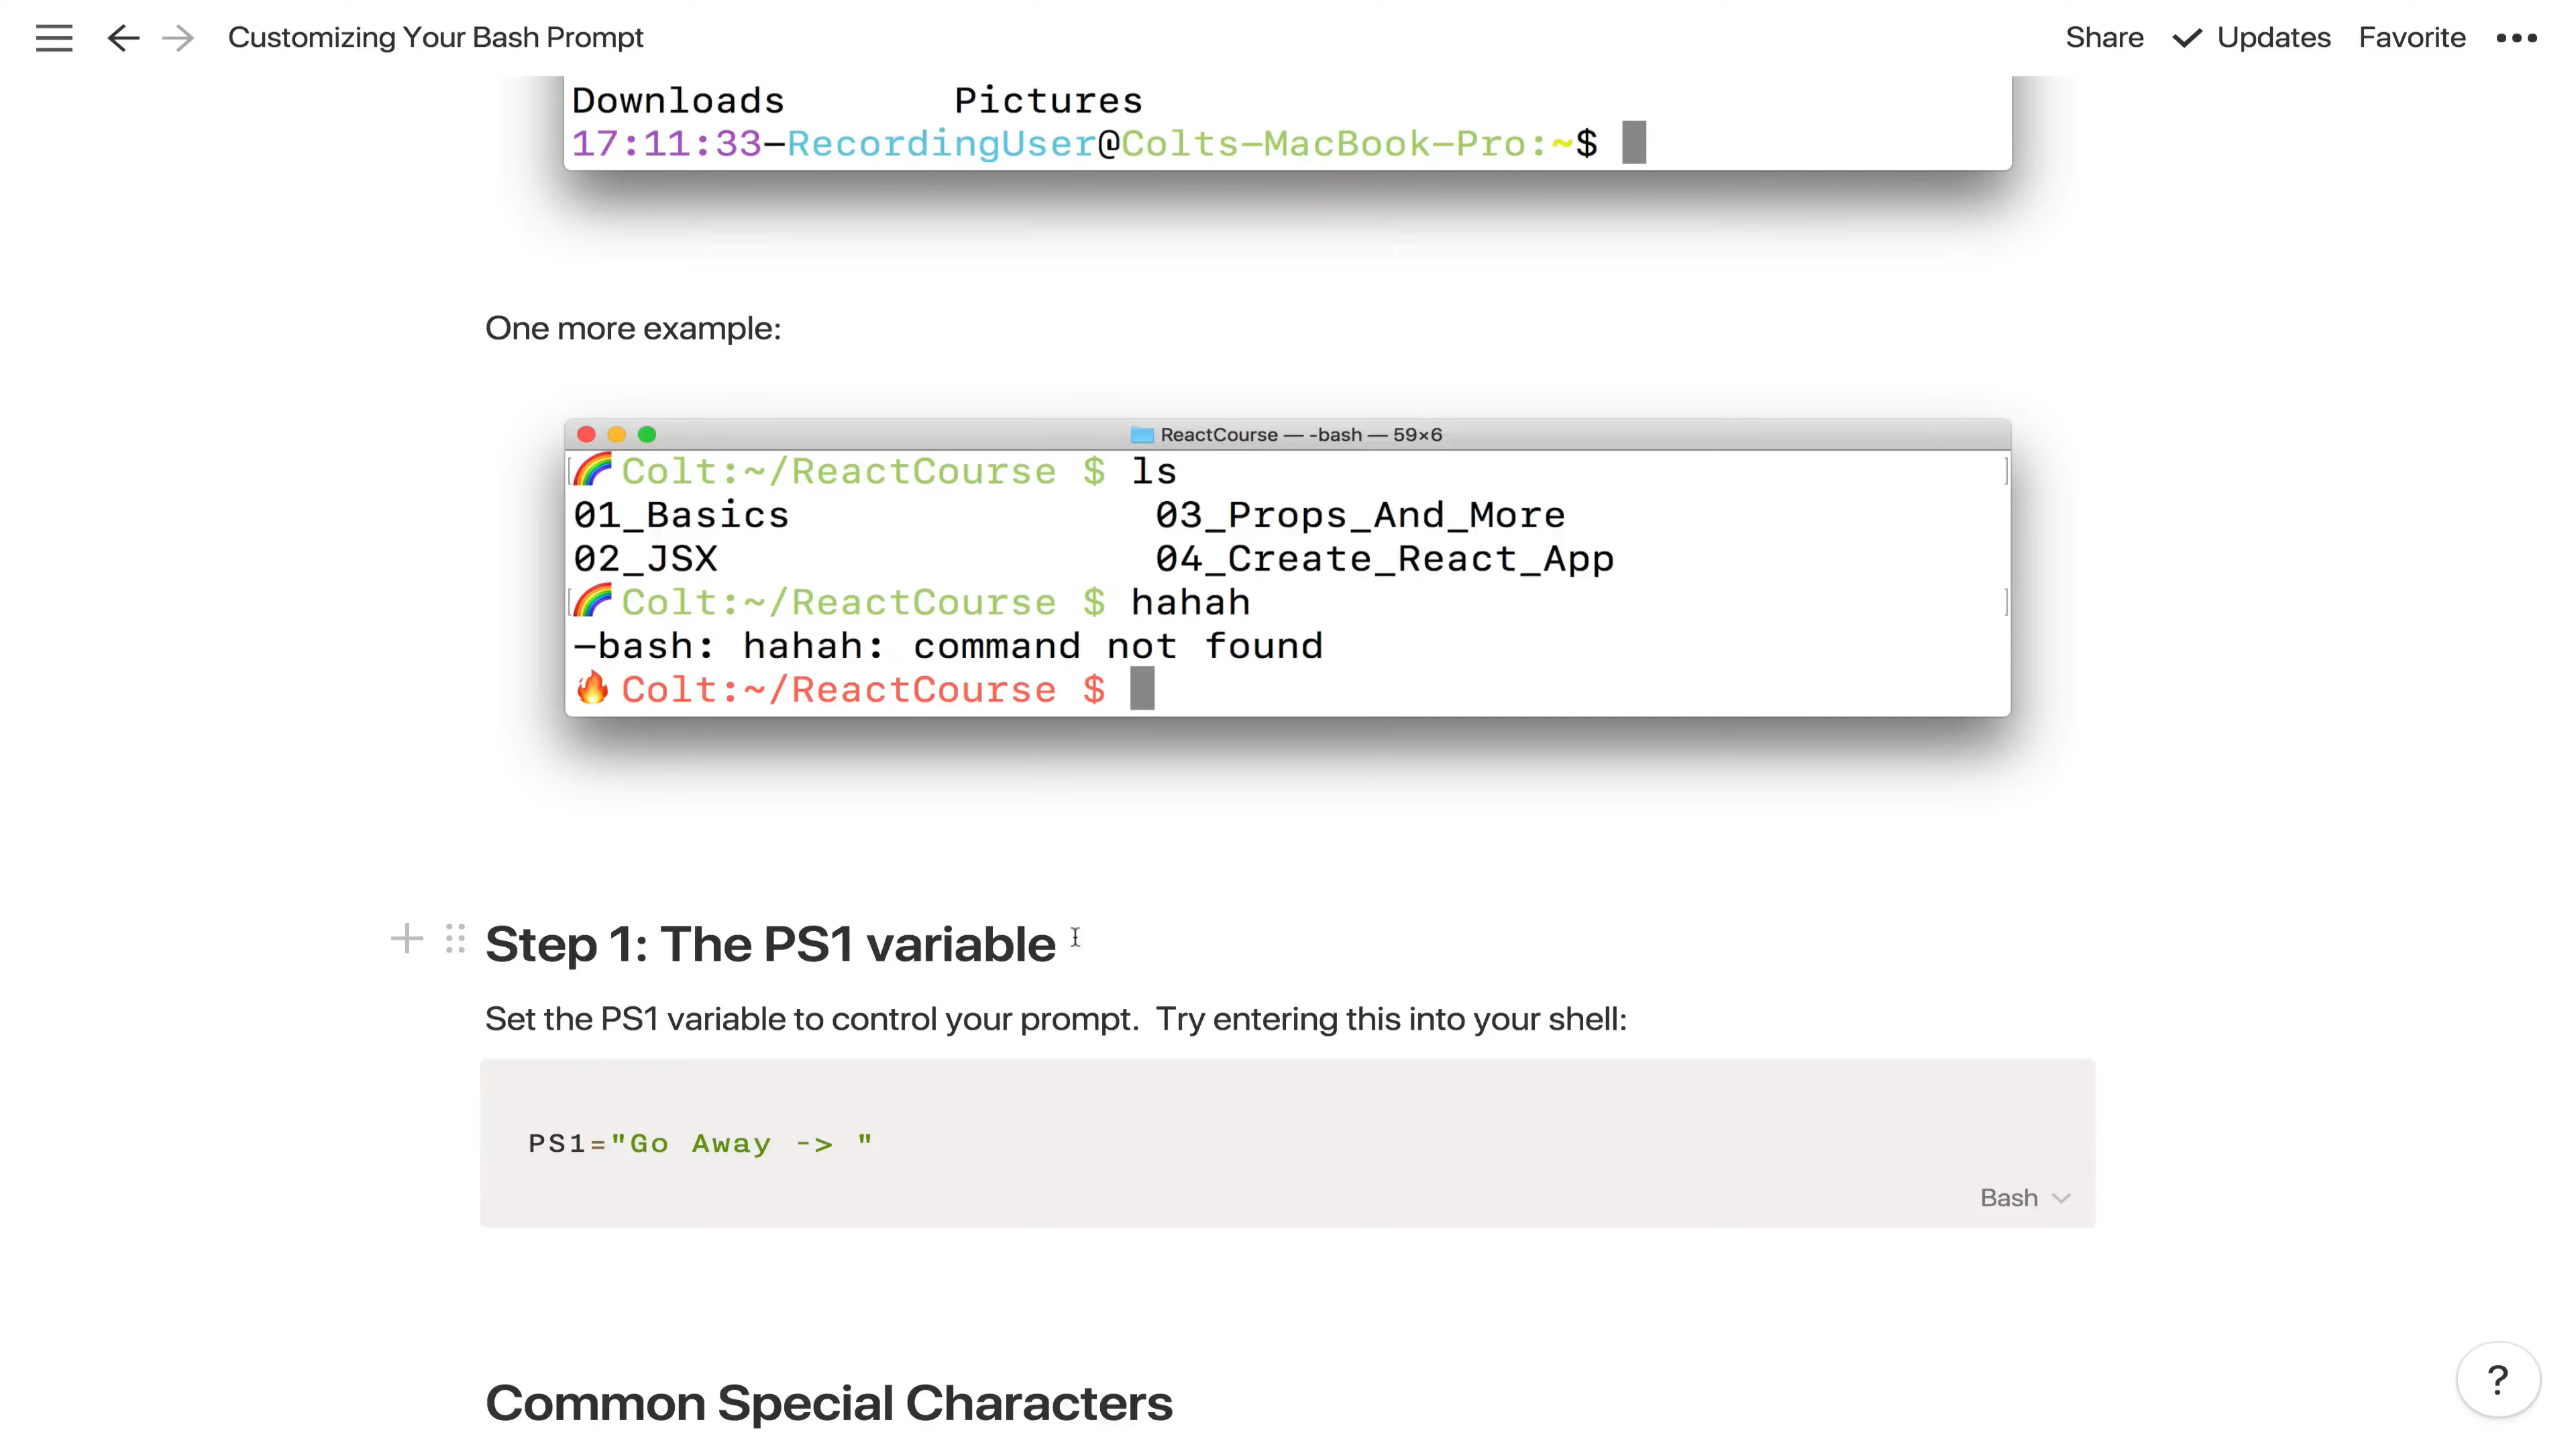 Customizing Your Bash Prompt
Share ✓ Updates Favorite •••
Downloads Pictures
17:11:33-RecordingUser@Colts-MacBook-Pro:~$
One more example:
ReactCourse — -bash — 59×6
[🌈 Colt:~/ReactCourse $ ls ]
01_Basics 03_Props_And_More
02_JSX 04_Create_React_App
[🌈 Colt:~/ReactCourse $ hahah ]
-bash: hahah: command not found
🔥 Colt:~/ReactCourse $
Step 1: The PS1 variable
Set the PS1 variable to control your prompt. Try entering this into your shell:
PS1="Go Away -> "
Bash
Common Special Characters
?